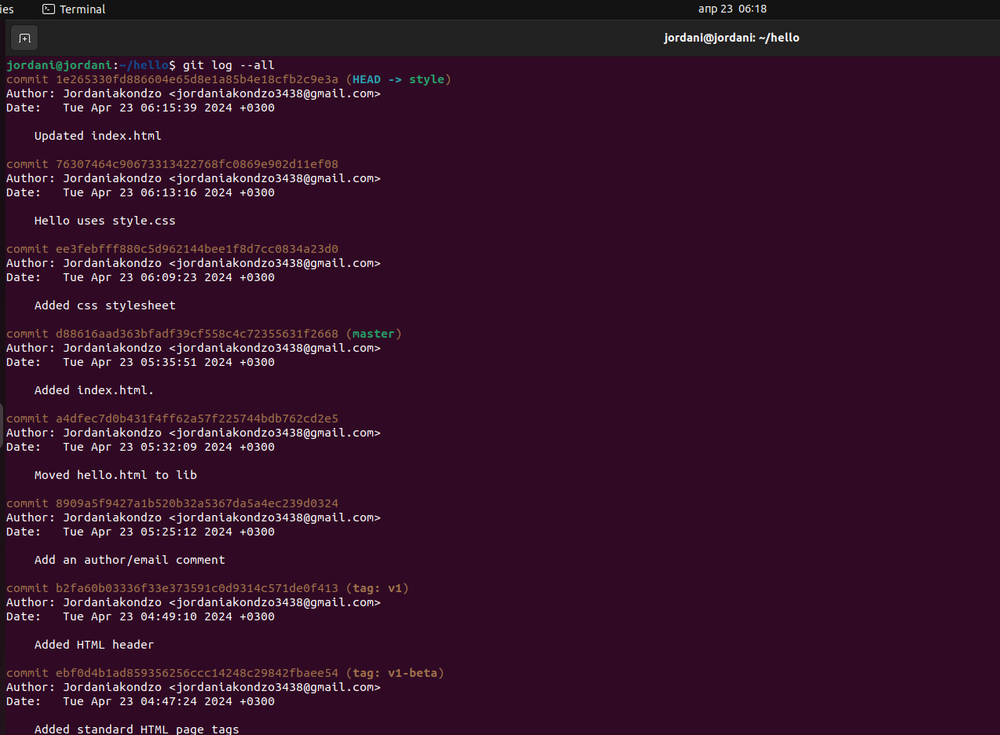 ies Terminal апр 23 06:18
jordani@jordani: ~/hello
jordani@jordani:~/hello$ git log --all
commit 1e265330fd886604e65d8e1a85b4e18cfb2c9e3a (HEAD -> style)
Author: Jordaniakondzo <jordaniakondzo3438@gmail.com>
Date:   Tue Apr 23 06:15:39 2024 +0300
    Updated index.html
commit 76307464c90673313422768fc0869e902d11ef08
Author: Jordaniakondzo <jordaniakondzo3438@gmail.com>
Date:   Tue Apr 23 06:13:16 2024 +0300
    Hello uses style.css
commit ee3febfff880c5d962144bee1f8d7cc0834a23d0
Author: Jordaniakondzo <jordaniakondzo3438@gmail.com>
Date:   Tue Apr 23 06:09:23 2024 +0300
    Added css stylesheet
commit d88616aad363bfadf39cf558c4c72355631f2668 (master)
Author: Jordaniakondzo <jordaniakondzo3438@gmail.com>
Date:   Tue Apr 23 05:35:51 2024 +0300
    Added index.html.
commit a4dfec7d0b431f4ff62a57f225744bdb762cd2e5
Author: Jordaniakondzo <jordaniakondzo3438@gmail.com>
Date:   Tue Apr 23 05:32:09 2024 +0300
    Moved hello.html to lib
commit 8909a5f9427a1b520b32a5367da5a4ec239d0324
Author: Jordaniakondzo <jordaniakondzo3438@gmail.com>
Date:   Tue Apr 23 05:25:12 2024 +0300
    Add an author/email comment
commit b2fa60b03336f33e373591c0d9314c571de0f413 (tag: v1)
Author: Jordaniakondzo <jordaniakondzo3438@gmail.com>
Date:   Tue Apr 23 04:49:10 2024 +0300
    Added HTML header
commit ebf0d4b1ad859356256ccc14248c29842fbaee54 (tag: v1-beta)
Author: Jordaniakondzo <jordaniakondzo3438@gmail.com>
Date:   Tue Apr 23 04:47:24 2024 +0300
    Added standard HTML page tags